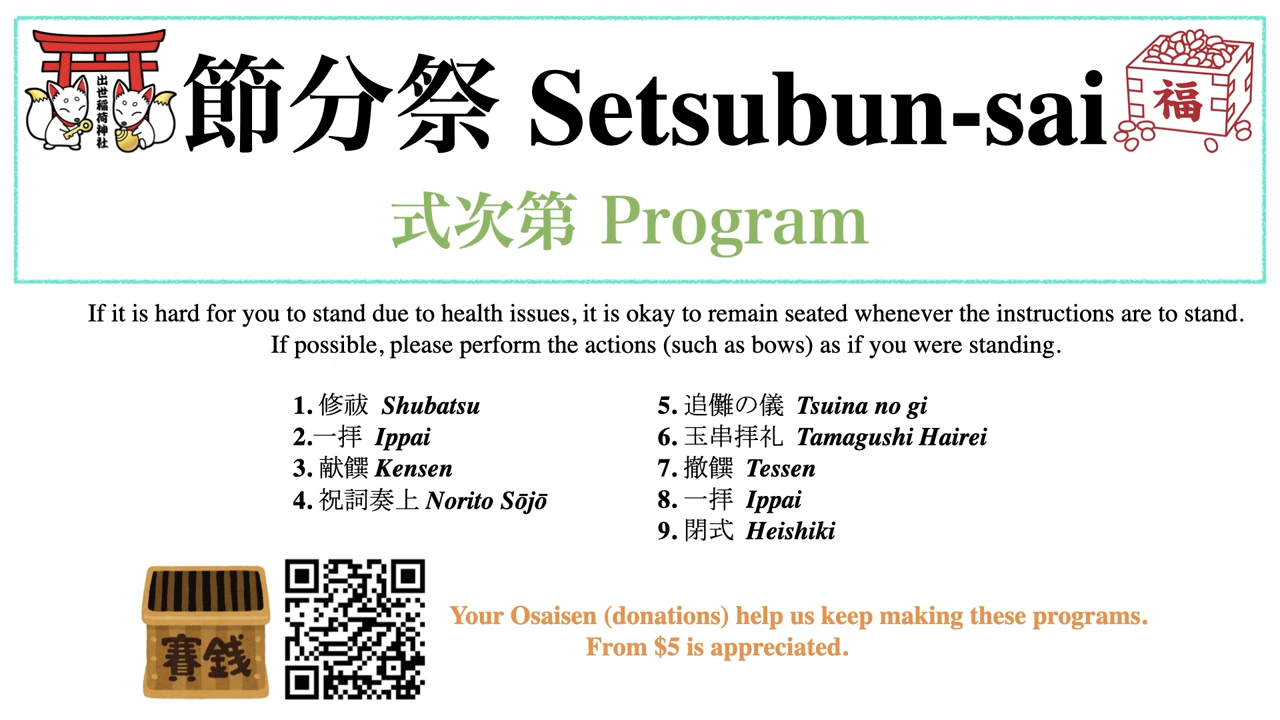 出世稲荷神社
節分祭 Setsubun-sai
福
式次第 Program
If it is hard for you to stand due to health issues, it is okay to remain seated whenever the instructions are to stand.
If possible, please perform the actions (such as bows) as if you were standing.
1. 修祓 Shubatsu
2.一拝 Ippai
3. 献饌 Kensen
4. 祝詞奏上 Norito Sōjō
5. 追儺の儀 Tsuina no gi
6. 玉串拝礼 Tamagushi Hairei
7. 撤饌 Tessen
8. 一拝 Ippai
9. 閉式 Heishiki
賽銭
Your Osaisen (donations) help us keep making these programs.
From $5 is appreciated.